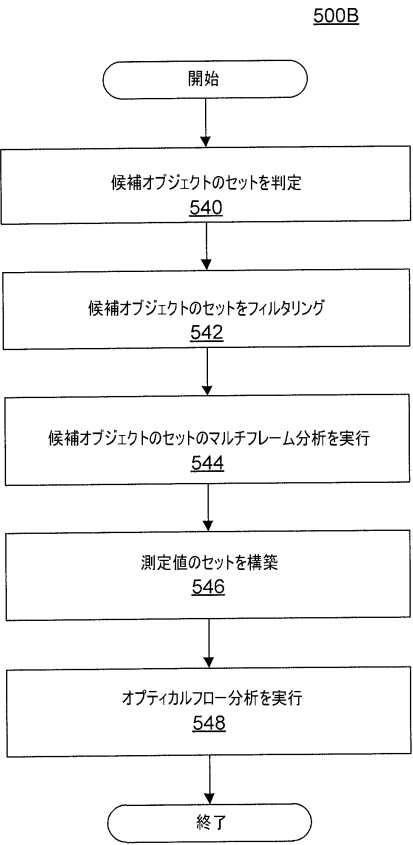 500B
開始
候補オブジェクトのセットを判定
540
候補オブジェクトのセットをフィルタリング
542
候補オブジェクトのセットのマルチフレーム分析を実行
544
測定値のセットを構築
546
オプティカルフロー分析を実行
548
終了